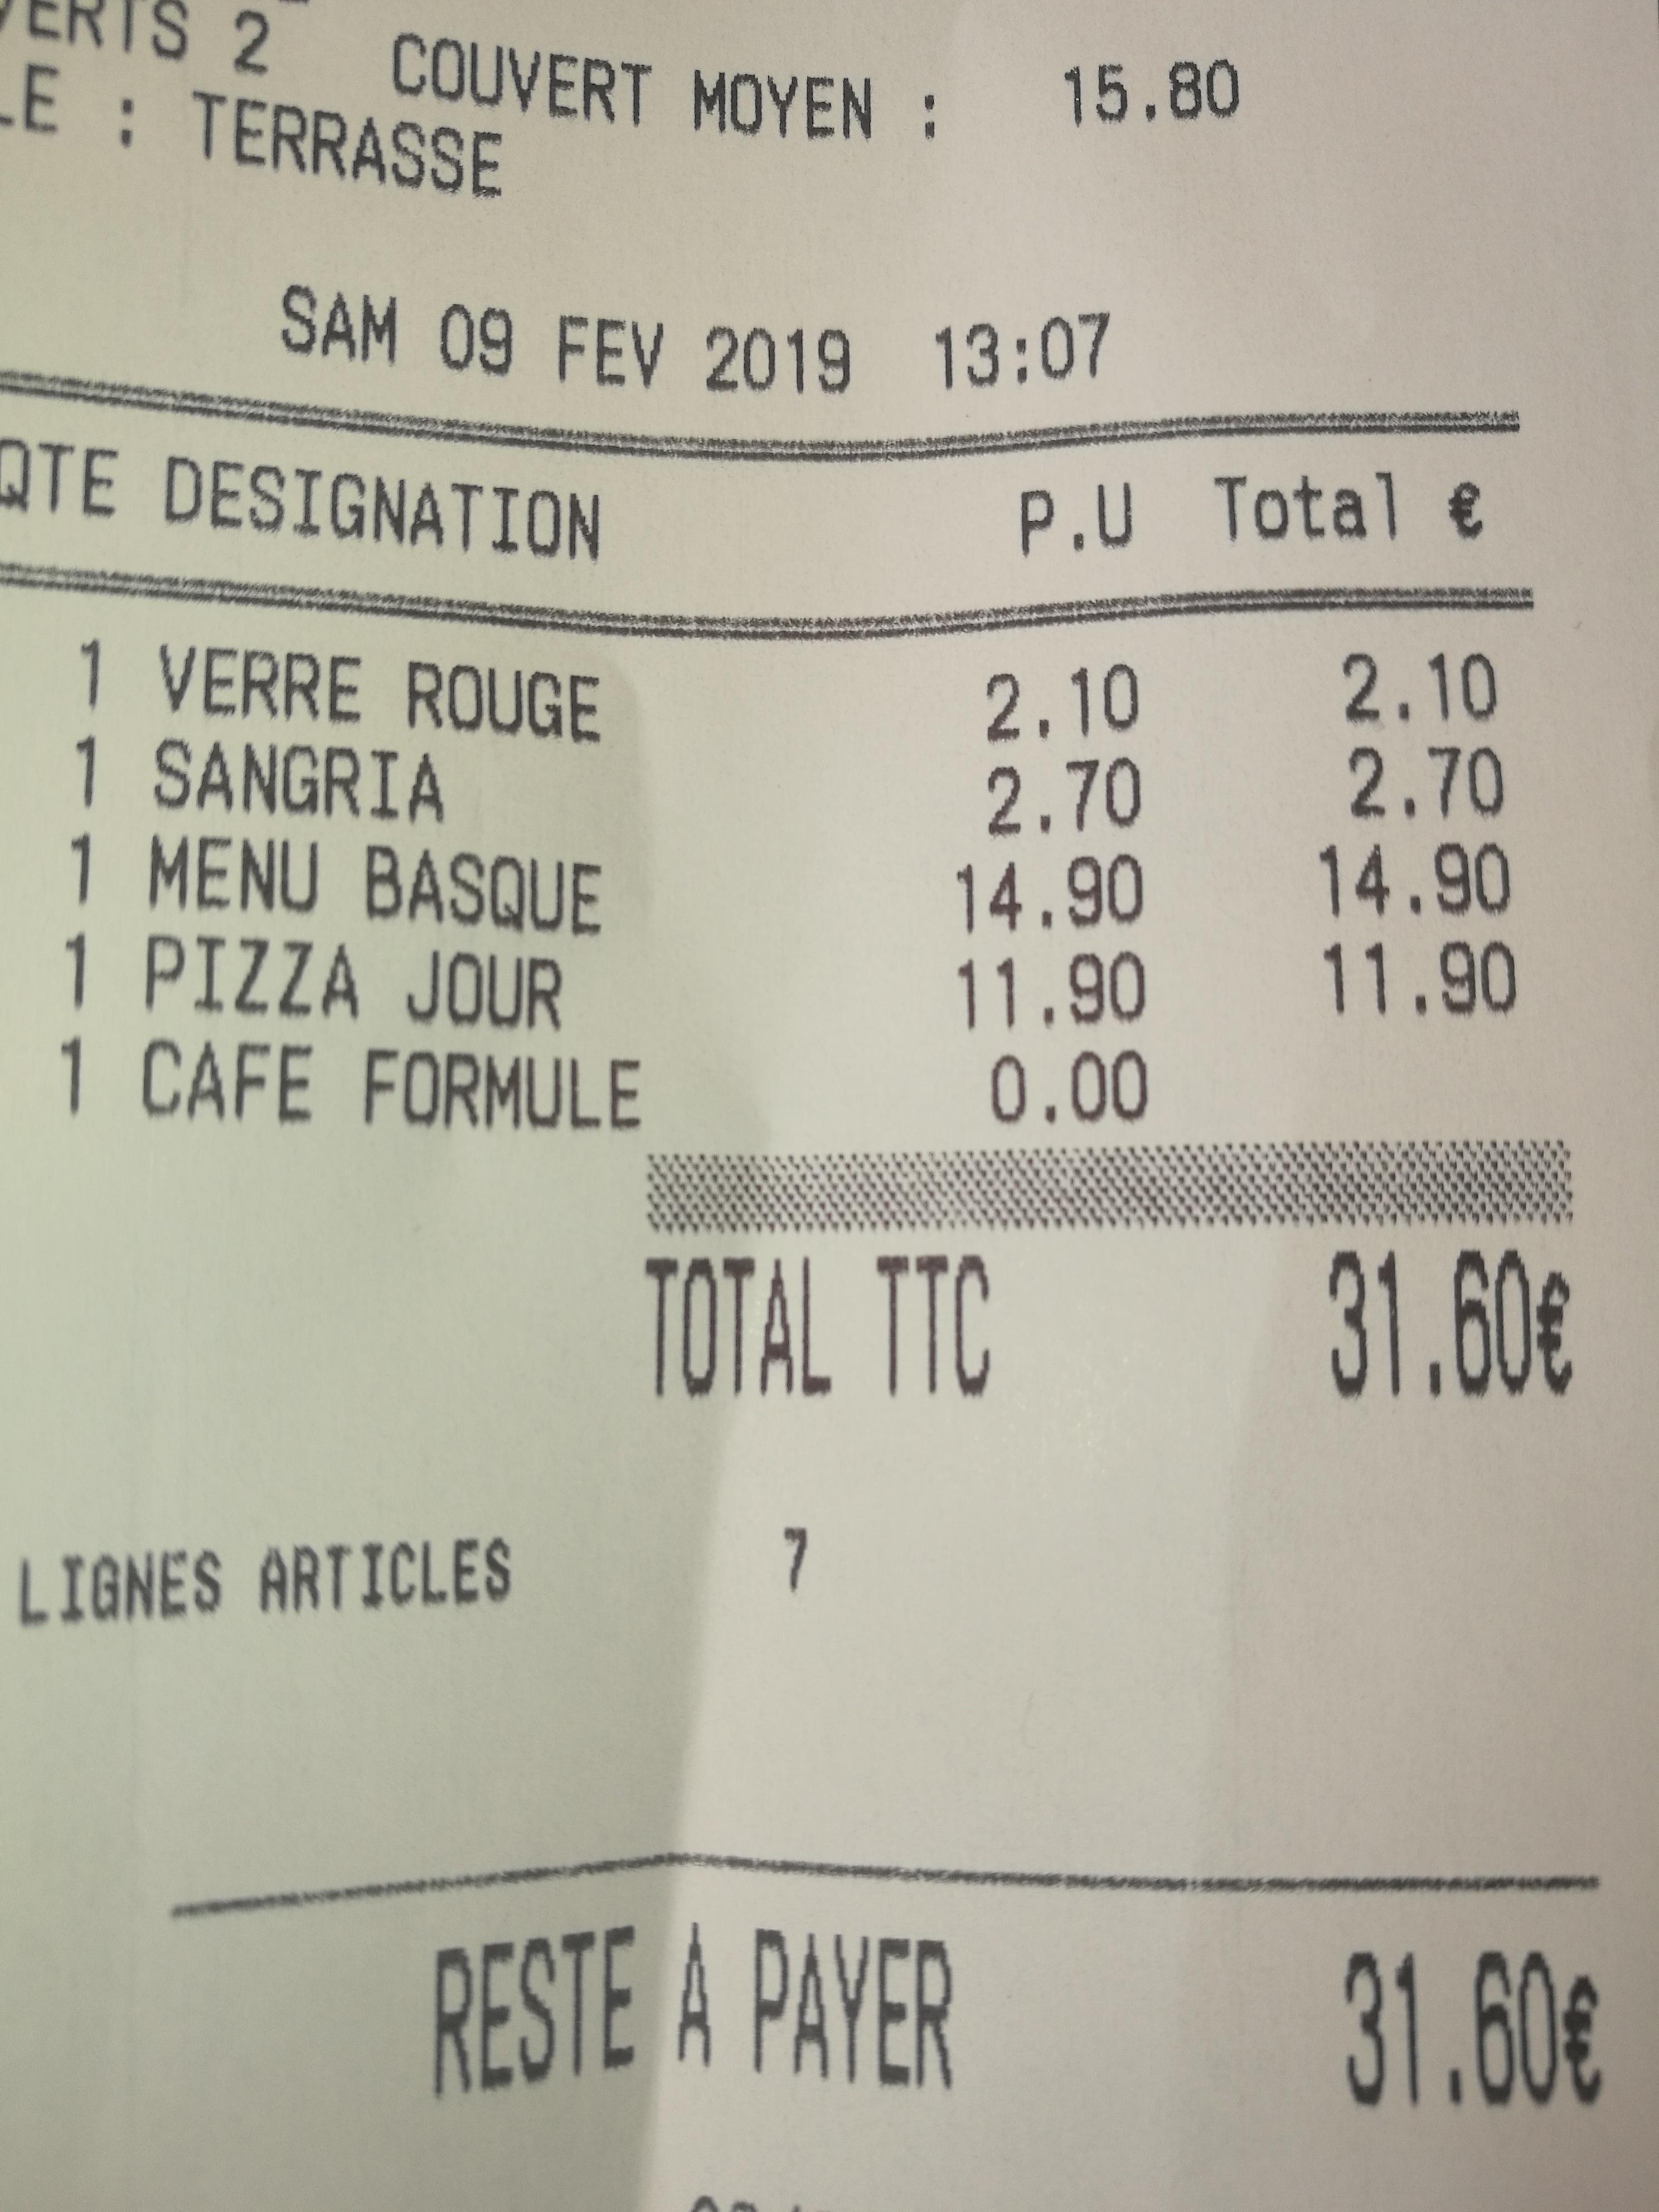 VERTS 2 COUVERT MOYEN : 15.80
LE : TERRASSE
SAM 09 FEV 2019 13:07
QTE DESIGNATION P.U Total €
1 VERRE ROUGE 2.10 2.10
1 SANGRIA 2.70 2.70
1 MENU BASQUE 14.90 14.90
1 PIZZA JOUR 11.90 11.90
1 CAFE FORMULE 0.00
TOTAL TTC 31.60€
LIGNES ARTICLES 7
RESTE A PAYER 31.60€